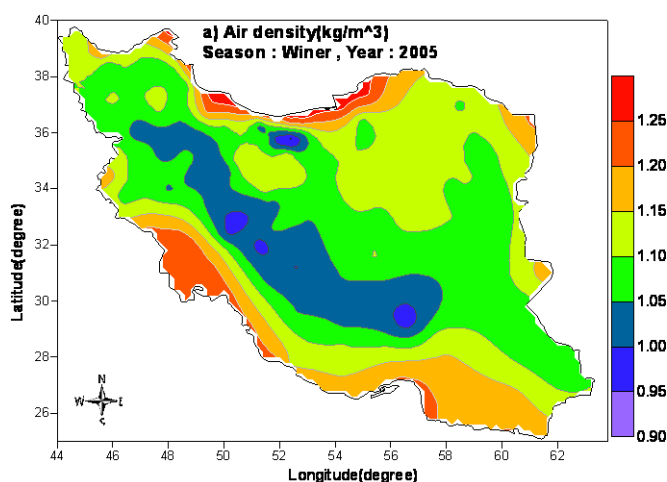 a) Air density(kg/m^3)
Season : Winer , Year : 2005
40
38
36
34
32
30
28
26
Latitude(degree)
44 46 48 50 52 54 56 58 60 62
Longitude(degree)
N
W E
S
1.25
1.20
1.15
1.10
1.05
1.00
0.95
0.90